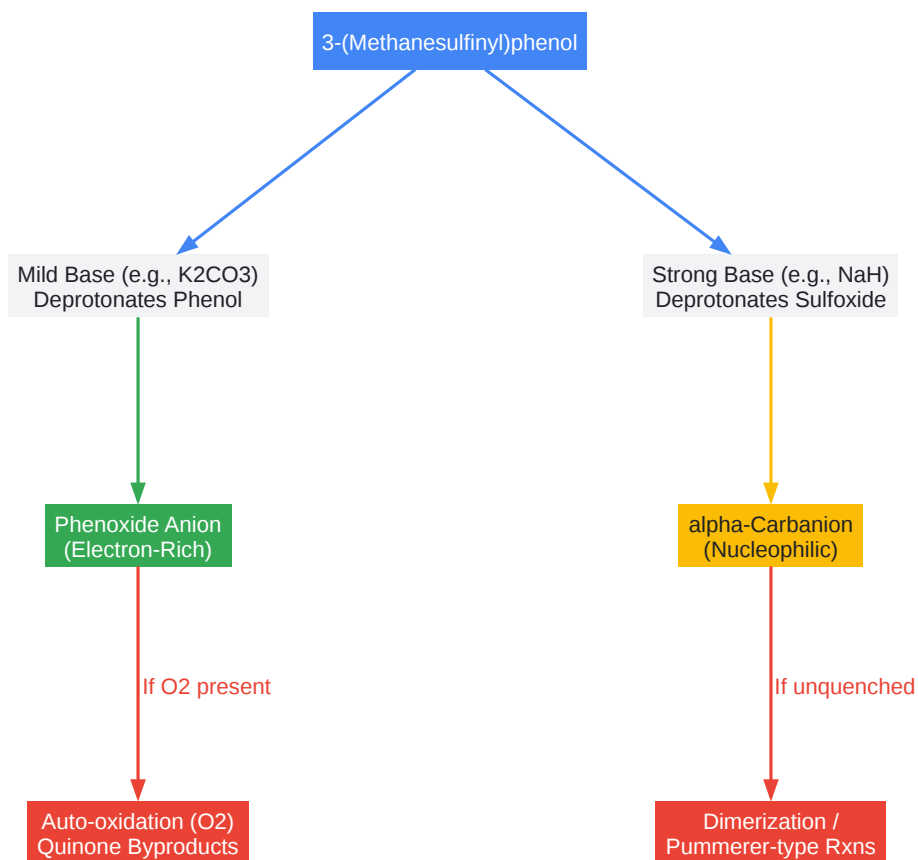 3-(Methanesulfinyl)phenol
Mild Base (e.g., K2CO3)
Deprotonates Phenol
Strong Base (e.g., NaH)
Deprotonates Sulfoxide
Phenoxide Anion
(Electron-Rich)
alpha-Carbanion
(Nucleophilic)
If O2 present
If unquenched
Auto-oxidation (O2)
Quinone Byproducts
Dimerization /
Pummerer-type Rxns